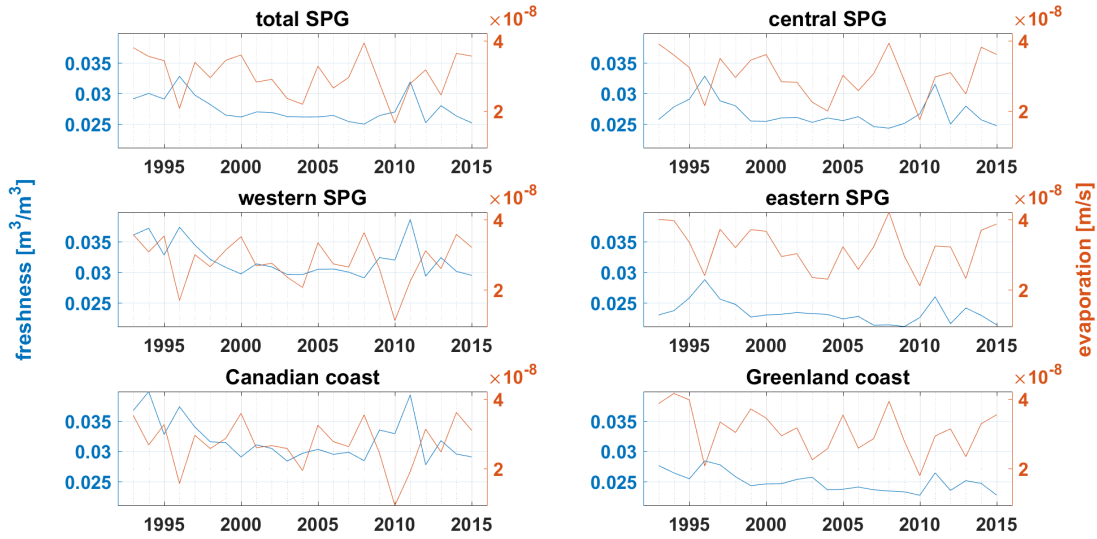 total SPG
×10⁻⁸
0.035
0.03
0.025
4
2
1995 2000 2005 2010 2015
central SPG
×10⁻⁸
0.035
0.03
0.025
4
2
1995 2000 2005 2010 2015
freshness [m³/m³]
western SPG
×10⁻⁸
0.035
0.03
0.025
4
2
1995 2000 2005 2010 2015
eastern SPG
×10⁻⁸
0.035
0.03
0.025
4
2
1995 2000 2005 2010 2015
evaporation [m/s]
Canadian coast
×10⁻⁸
0.035
0.03
0.025
4
2
1995 2000 2005 2010 2015
Greenland coast
×10⁻⁸
0.035
0.03
0.025
4
2
1995 2000 2005 2010 2015